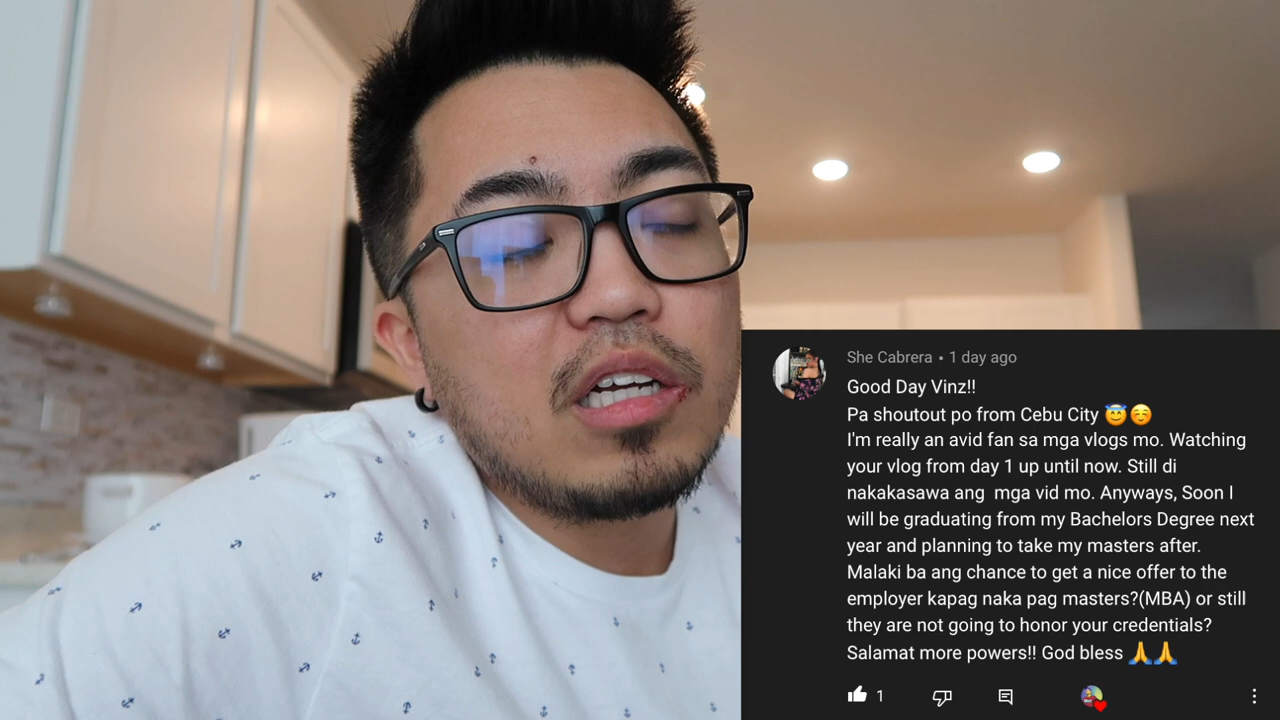 She Cabrera • 1 day ago
Good Day Vinz!!
Pa shoutout po from Cebu City 😇☺️
I'm really an avid fan sa mga vlogs mo. Watching
your vlog from day 1 up until now. Still di
nakakasawa ang  mga vid mo. Anyways, Soon I
will be graduating from my Bachelors Degree next
year and planning to take my masters after.
Malaki ba ang chance to get a nice offer to the
employer kapag naka pag masters?(MBA) or still
they are not going to honor your credentials?
Salamat more powers!! God bless 🙏🙏
1